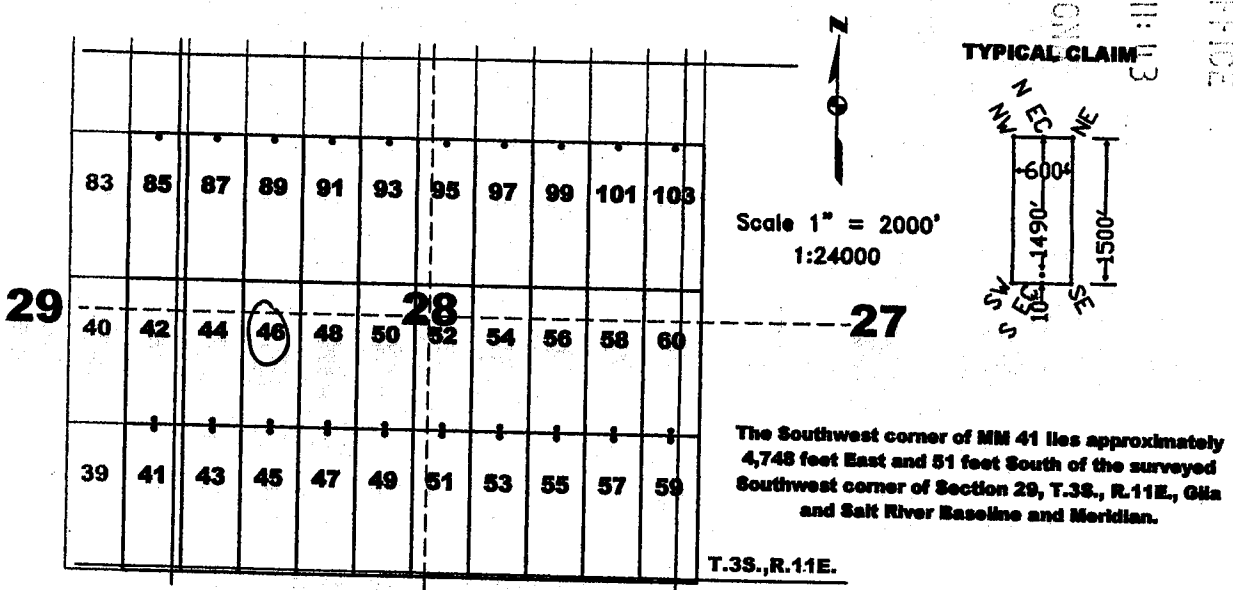 N
TYPICAL CLAIM
NW N EC NE
600'
1490'
1500'
10'
SW S EC SE
Scale 1" = 2000'
1:24000
83 85 87 89 91 93 95 97 99 101 103
29 28 27
40 42 44 46 48 50 52 54 56 58 60
39 41 43 45 47 49 51 53 55 57 59
The Southwest corner of MM 41 lies approximately
4,748 feet East and 51 feet South of the surveyed
Southwest corner of Section 29, T.3S., R.11E., Gila
and Salt River Baseline and Meridian.
T.3S.,R.11E.